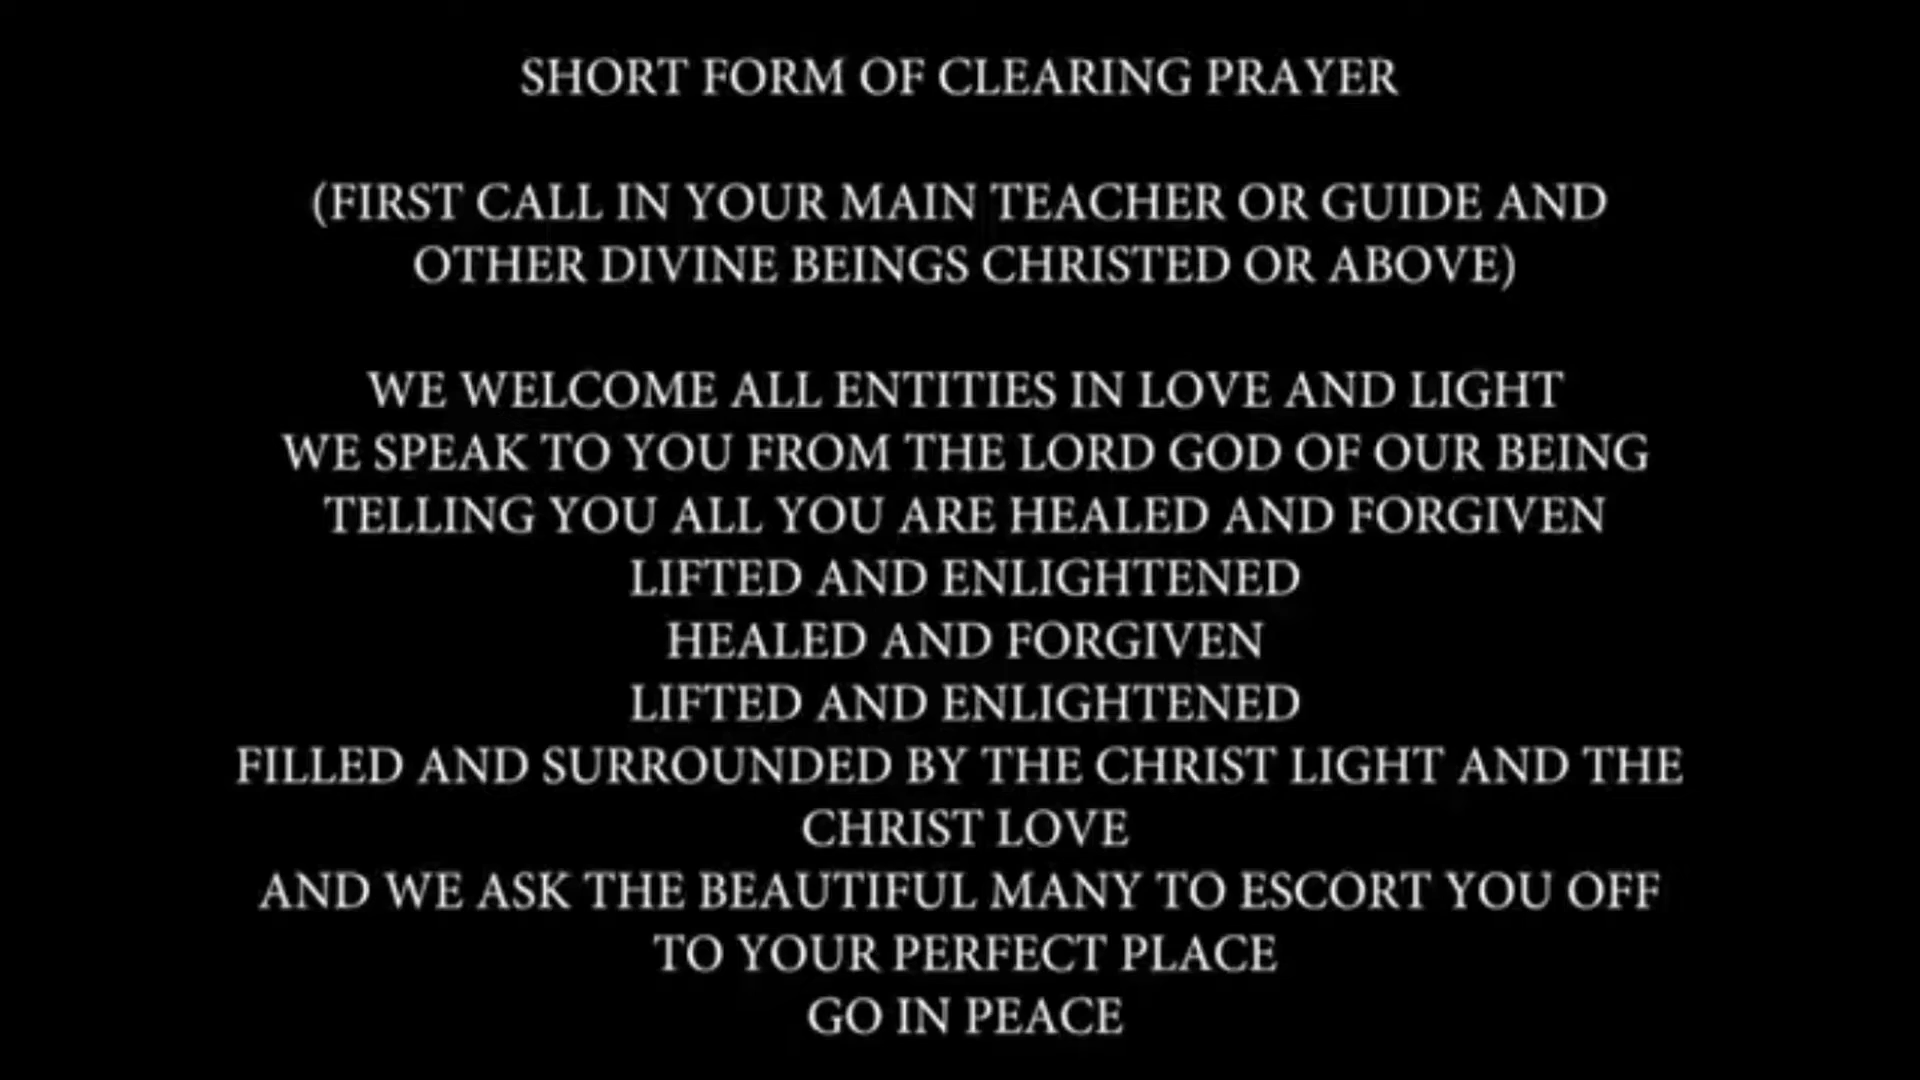 SHORT FORM OF CLEARING PRAYER
(FIRST CALL IN YOUR MAIN TEACHER OR GUIDE AND
OTHER DIVINE BEINGS CHRISTED OR ABOVE)
WE WELCOME ALL ENTITIES IN LOVE AND LIGHT
WE SPEAK TO YOU FROM THE LORD GOD OF OUR BEING
TELLING YOU ALL YOU ARE HEALED AND FORGIVEN
LIFTED AND ENLIGHTENED
HEALED AND FORGIVEN
LIFTED AND ENLIGHTENED
FILLED AND SURROUNDED BY THE CHRIST LIGHT AND THE
CHRIST LOVE
AND WE ASK THE BEAUTIFUL MANY TO ESCORT YOU OFF
TO YOUR PERFECT PLACE
GO IN PEACE